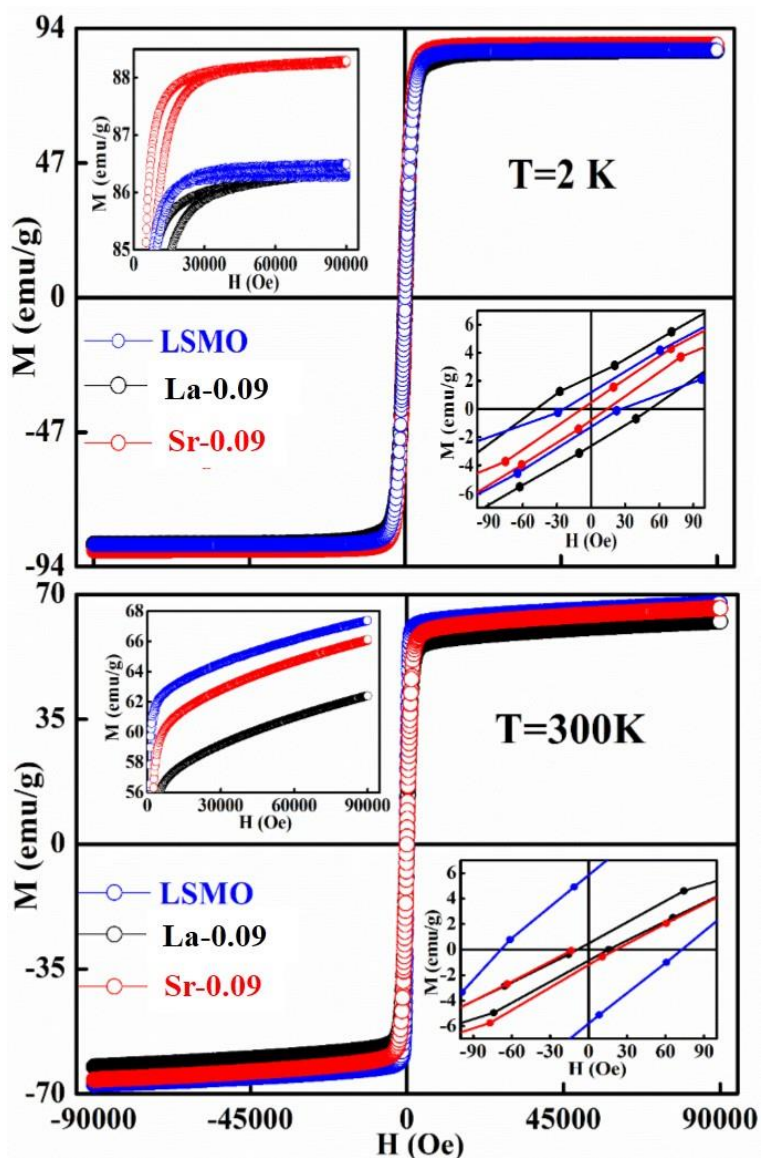 94
47
0
-47
-94
M (emu/g)
T=2 K
88
87
86
85
M (emu/g)
0 30000 60000 90000
H (Oe)
LSMO
La-0.09
Sr-0.09
6
4
2
0
-2
-4
-6
M (emu/g)
-90 -60 -30 0 30 60 90
H (Oe)
70
35
0
-35
-70
M (emu/g)
T=300K
68
66
64
62
60
58
56
M (emu/g)
0 30000 60000 90000
H (Oe)
LSMO
La-0.09
Sr-0.09
6
4
2
0
-2
-4
-6
M (emu/g)
-90 -60 -30 0 30 60 90
H (Oe)
-90000 -45000 0 45000 90000
H (Oe)